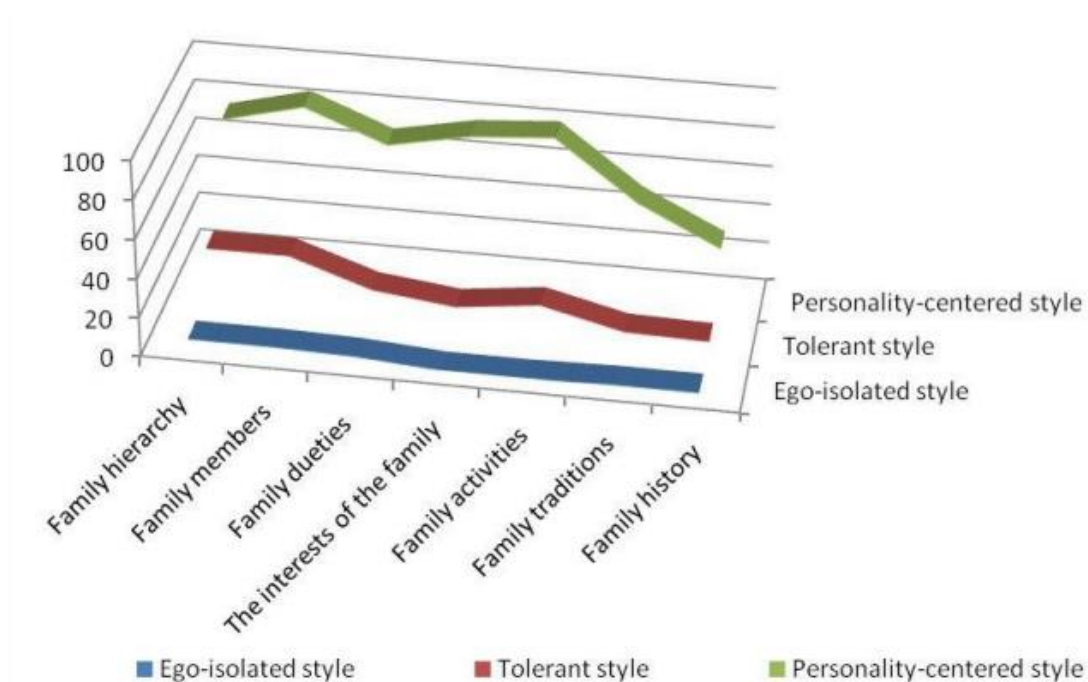 100
80
60
40
20
0
Personality-centered style
Tolerant style
Ego-isolated style
Family hierarchy
Family members
Family dueties
The interests of the family
Family activities
Family traditions
Family history
Ego-isolated style Tolerant style Personality-centered style